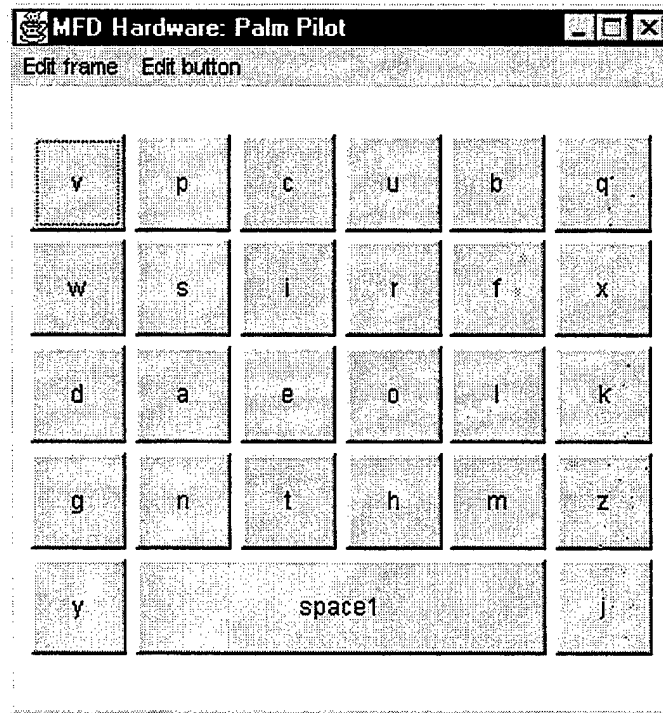 MFD Hardware: Palm Pilot
Edit frame Edit button
v p c u b q
w s i r f x
d a e o l k
g n t h m z
y space1 j